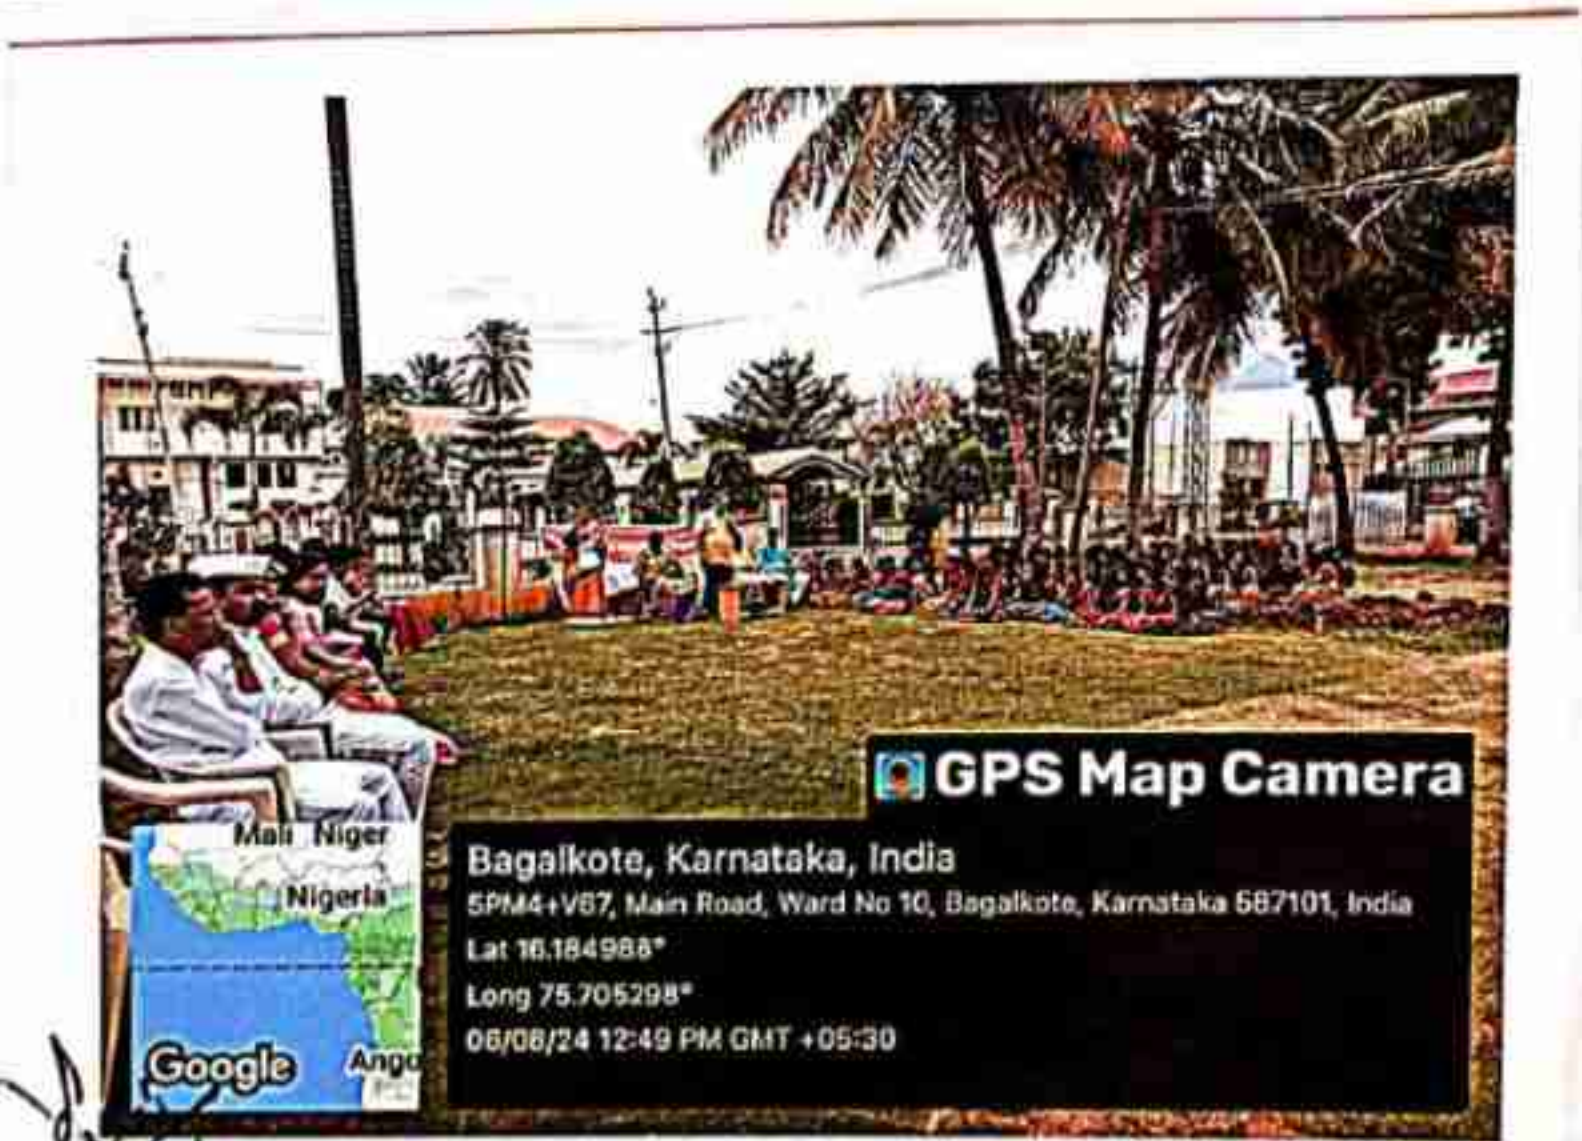 GPS Map Camera
Mali Niger
Nigeria
Google
Ango
Bagalkote, Karnataka, India
5PM4+V67, Main Road, Ward No 10, Bagalkote, Karnataka 587101, India
Lat 16.184988°
Long 75.705298°
06/08/24 12:49 PM GMT +05:30